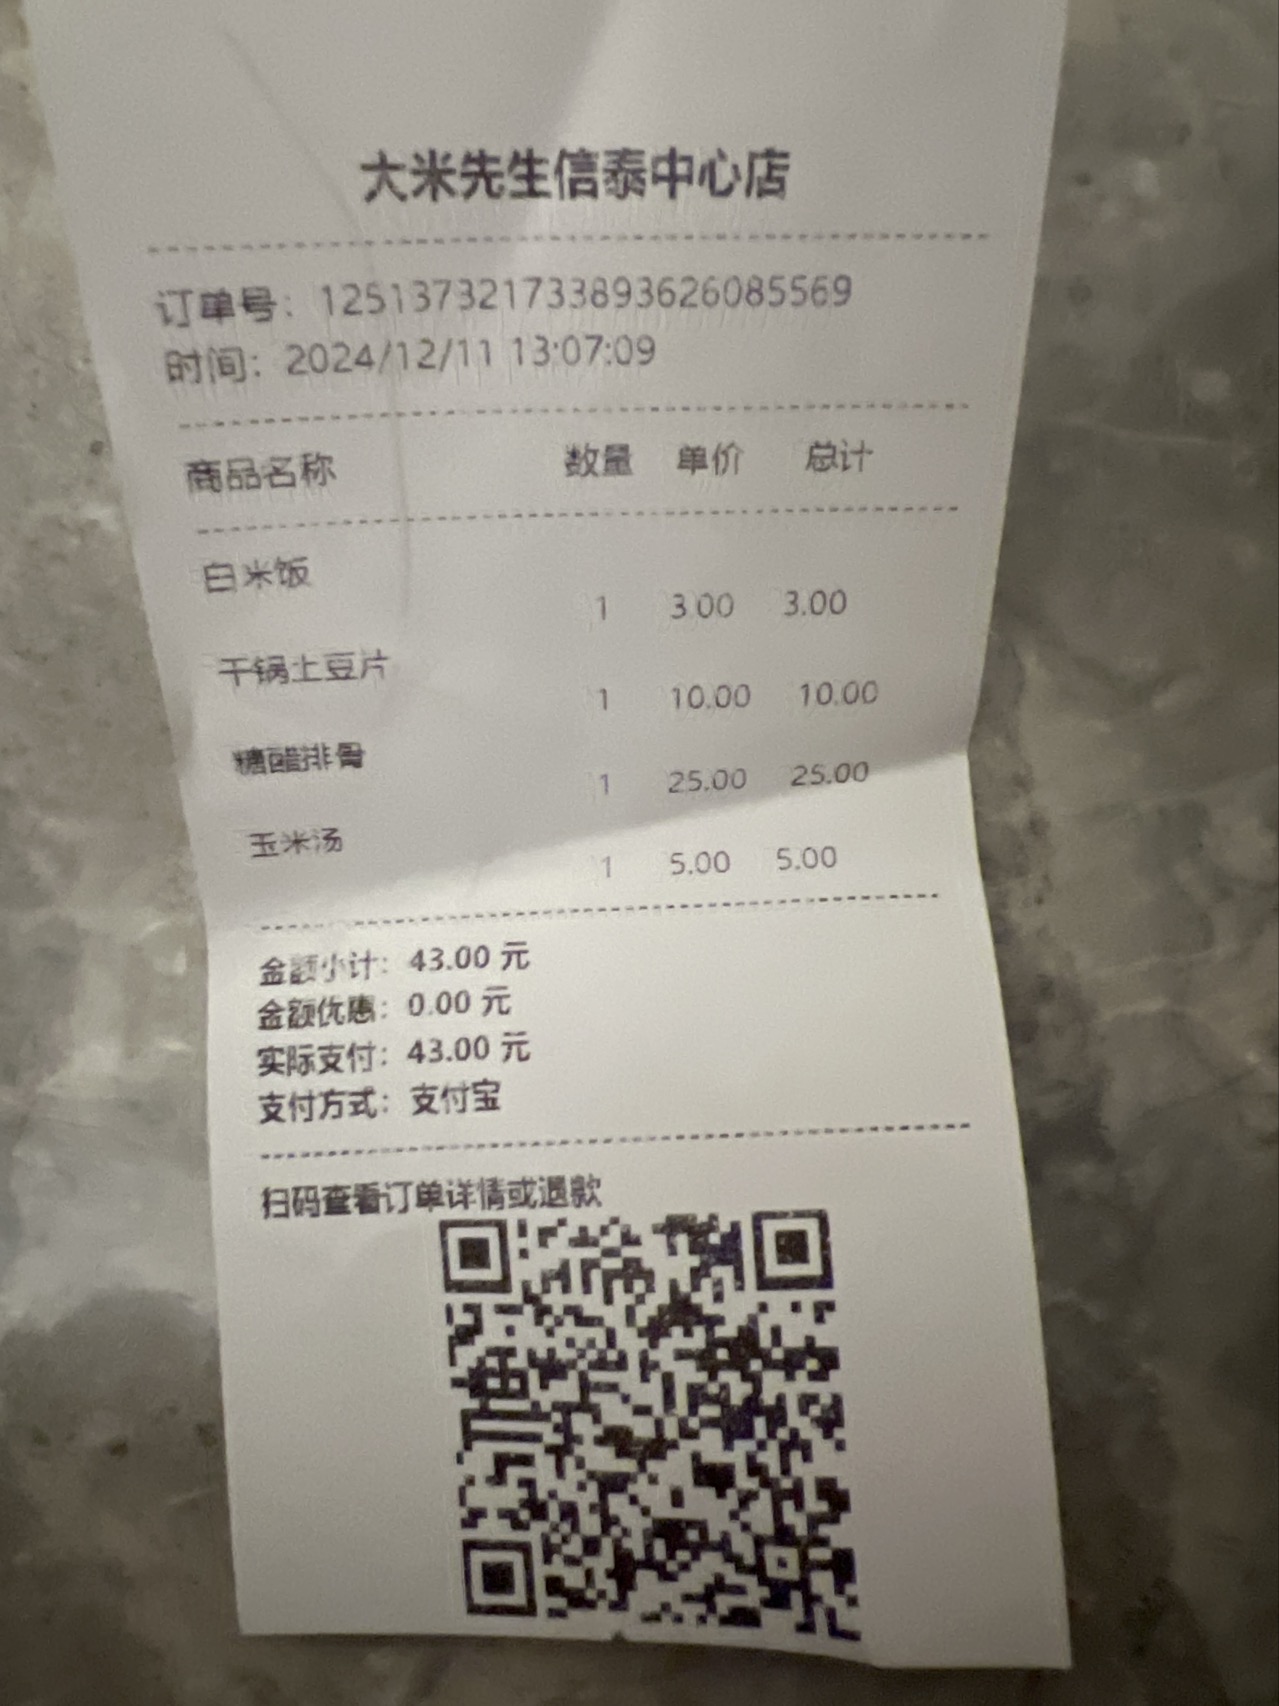 大米先生信泰中心店
订单号：1251373217338936260​85569
时间：2024/12/11 13:07:09
商品名称 数量 单价 总计
白米饭
1 3.00 3.00
干锅土豆片
1 10.00 10.00
糖醋排骨
1 25.00 25.00
玉米汤
1 5.00 5.00
金额小计：43.00 元
金额优惠：0.00 元
实际支付：43.00 元
支付方式：支付宝
扫码查看订单详情或退款